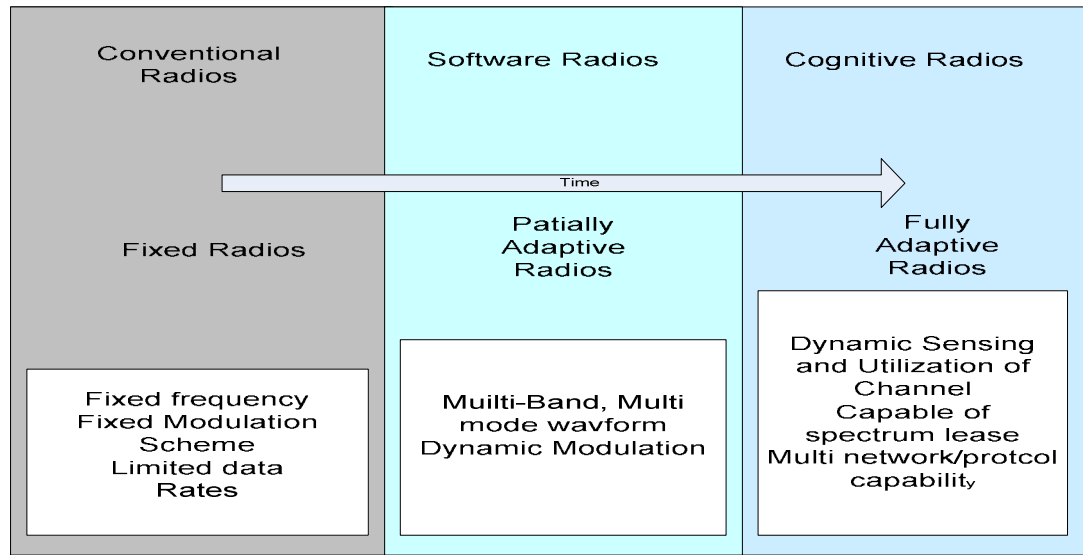 Conventional
Radios
Software Radios
Cognitive Radios
Time
Fixed Radios
Patially
Adaptive
Radios
Fully
Adaptive
Radios
Fixed frequency
Fixed Modulation
Scheme
Limited data
Rates
Muilti-Band, Multi
mode wavform
Dynamic Modulation
Dynamic Sensing
and Utilization of
Channel
Capable of
spectrum lease
Multi network/protcol
capability